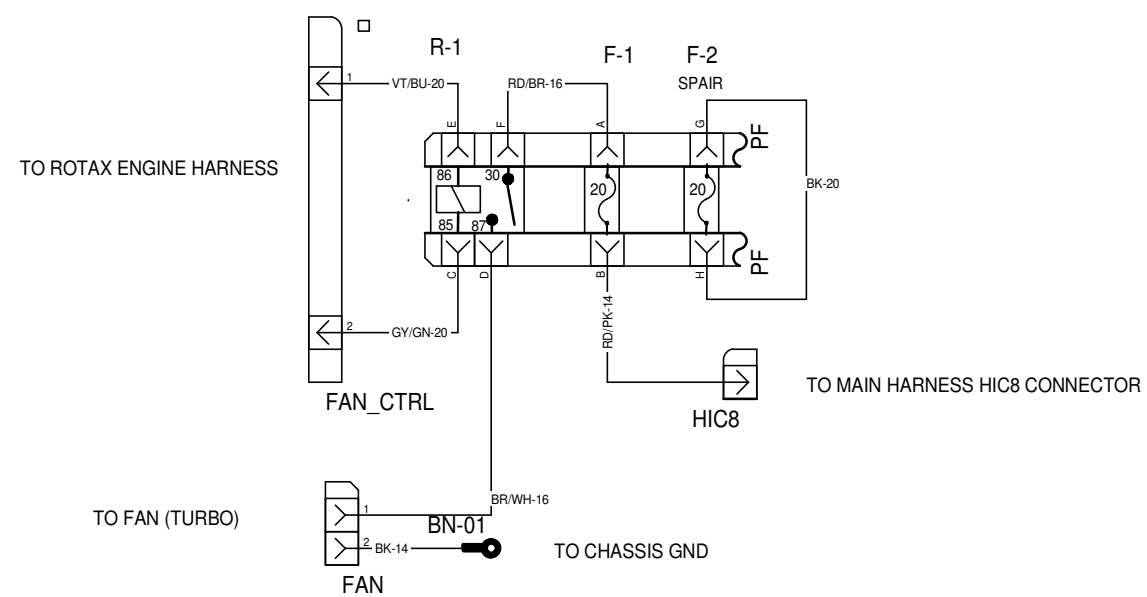 R-1
F-1
F-2
SPAIR
1
VT/BU-20
RD/BR-16
E
F
A
G
PF
TO ROTAX ENGINE HARNESS
86
30
20
20
BK-20
85
87
PF
C
D
B
H
2
GY/GN-20
RD/PK-14
FAN_CTRL
TO MAIN HARNESS HIC8 CONNECTOR
HIC8
BR/WH-16
1
TO FAN (TURBO)
BN-01
2
BK-14
TO CHASSIS GND
FAN